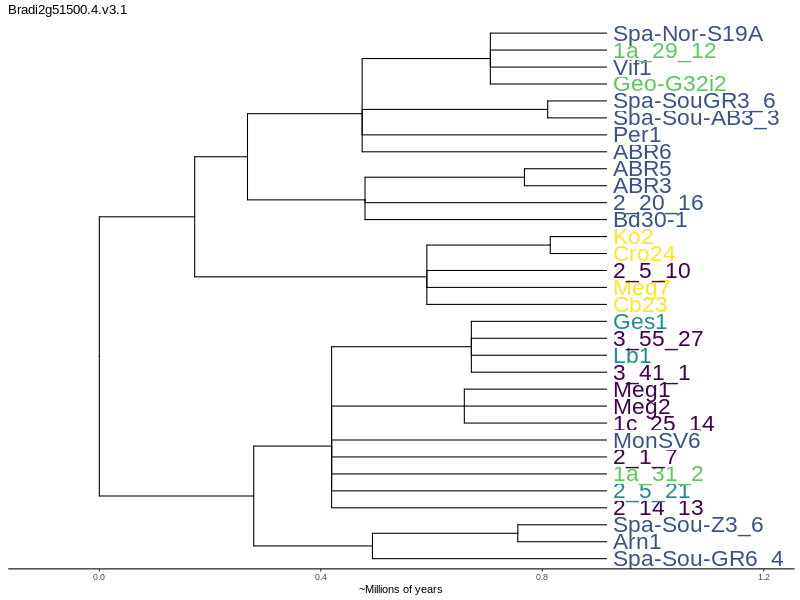 Bradi2g51500.4.v3.1
Spa-Nor-S19A
1a_29_12
Vif1
Geo-G32i2
Spa-SouGR3_6
Spa-Sou-AB3_3
Per1
ABR6
ABR5
ABR3
2_20_16
Bd30-1
Ko2
Cro24
2_5_10
Meg7
Cb23
Ges1
3_55_27
Lb1
3_41_1
Meg1
Meg2
1c_25_14
MonSV6
2_1_7
1a_31_2
2_5_21
2_14_13
Spa-Sou-Z3_6
Arn1
Spa-Sou-GR6_4
0.0 0.4 0.8 1.2
~Millions of years